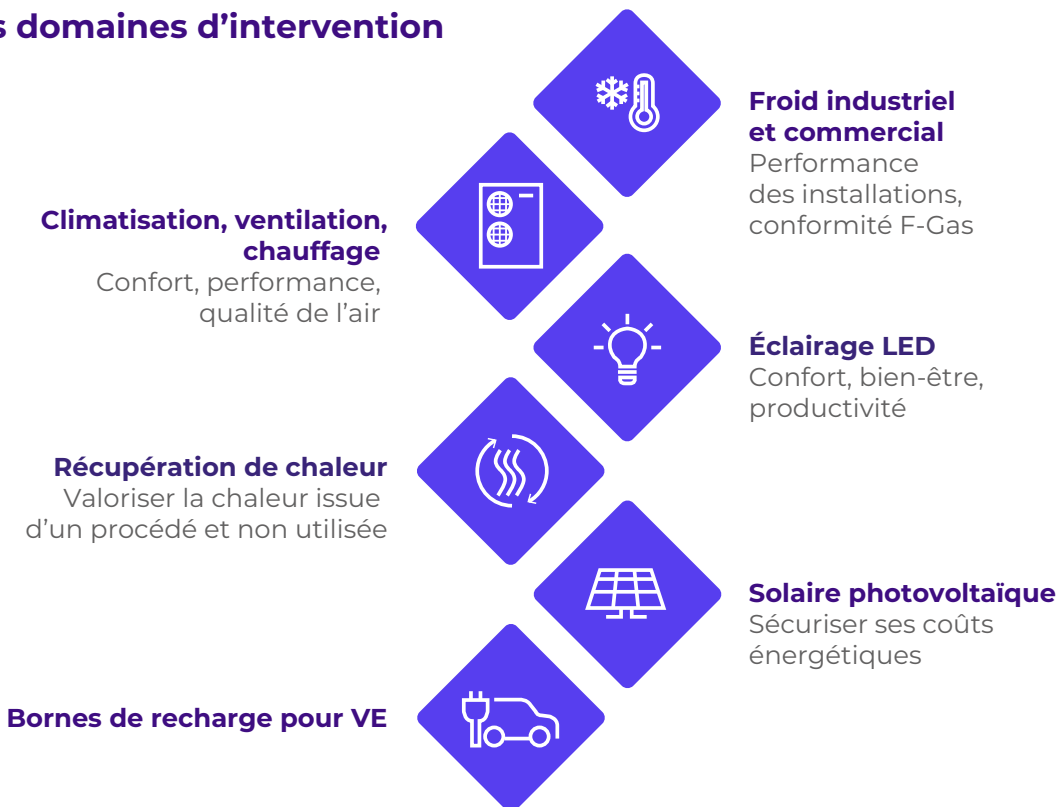 s domaines d’intervention
Froid industriel
et commercial
Performance
des installations,
conformité F-Gas
Climatisation, ventilation,
chauffage
Confort, performance,
qualité de l’air
Éclairage LED
Confort, bien-être,
productivité
Récupération de chaleur
Valoriser la chaleur issue
d’un procédé et non utilisée
Solaire photovoltaïque
Sécuriser ses coûts
énergétiques
Bornes de recharge pour VE